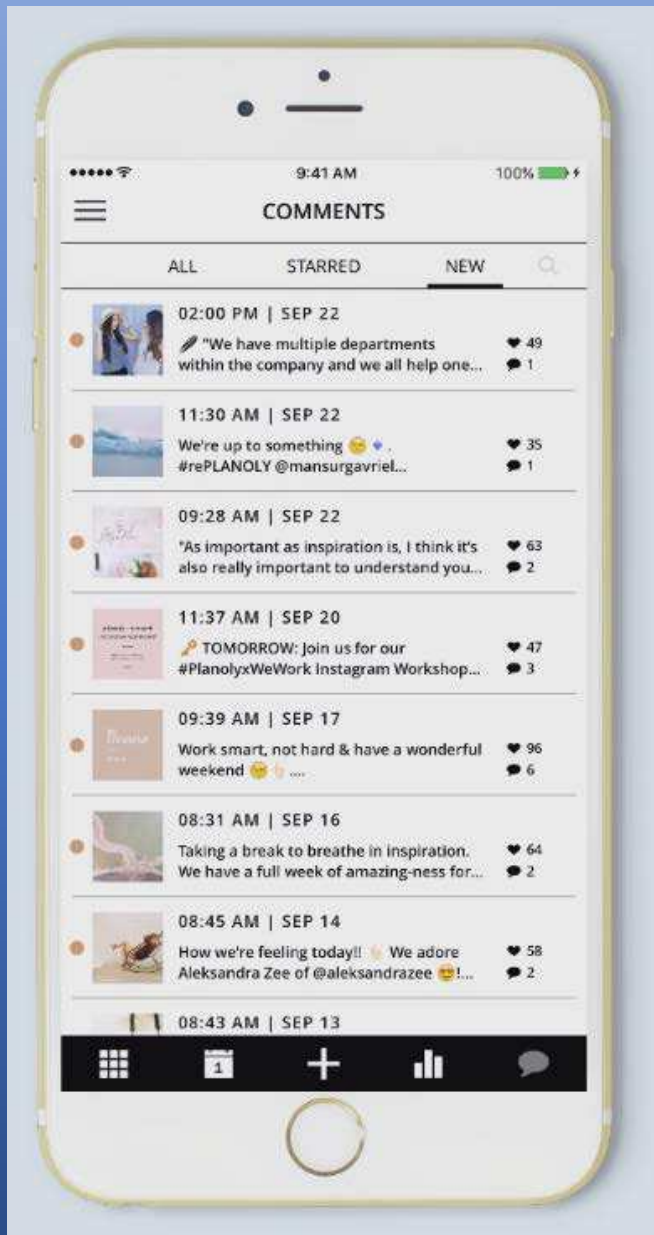 9:41 AM
100%
COMMENTS
ALL STARRED NEW
02:00 PM | SEP 22
"We have multiple departments
within the company and we all help one...
49
1
11:30 AM | SEP 22
We're up to something 😊🔹.
#rePLANOLY @mansurgavriel...
35
1
09:28 AM | SEP 22
"As important as inspiration is, I think it's
also really important to understand you...
63
2
11:37 AM | SEP 20
🗝 TOMORROW: Join us for our
#PlanolyxWeWork Instagram Workshop...
47
3
09:39 AM | SEP 17
Work smart, not hard & have a wonderful
weekend 😊👆🏻....
96
6
08:31 AM | SEP 16
Taking a break to breathe in inspiration.
We have a full week of amazing-ness for...
64
2
08:45 AM | SEP 14
How we're feeling today!! 👆🏻 We adore
Aleksandra Zee of @aleksandrazee 😍!...
58
2
08:43 AM | SEP 13
1